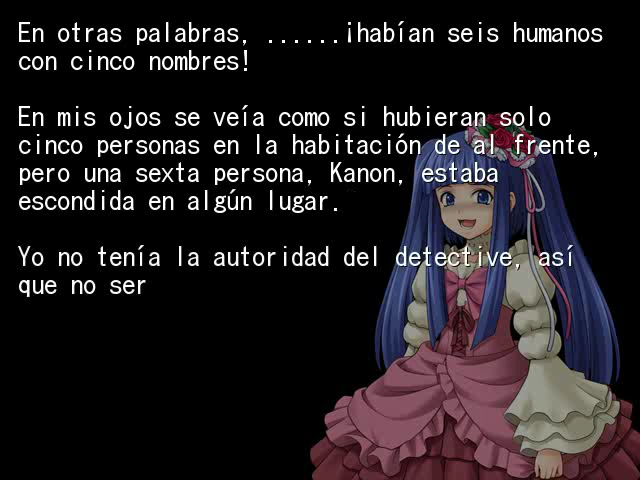 En otras palabras, ......¡habían seis humanos
con cinco nombres!
En mis ojos se veía como si hubieran solo
cinco personas en la habitación de al frente,
pero una sexta persona, Kanon, estaba
escondida en algún lugar.
Yo no tenía la autoridad del detective, así
que no ser